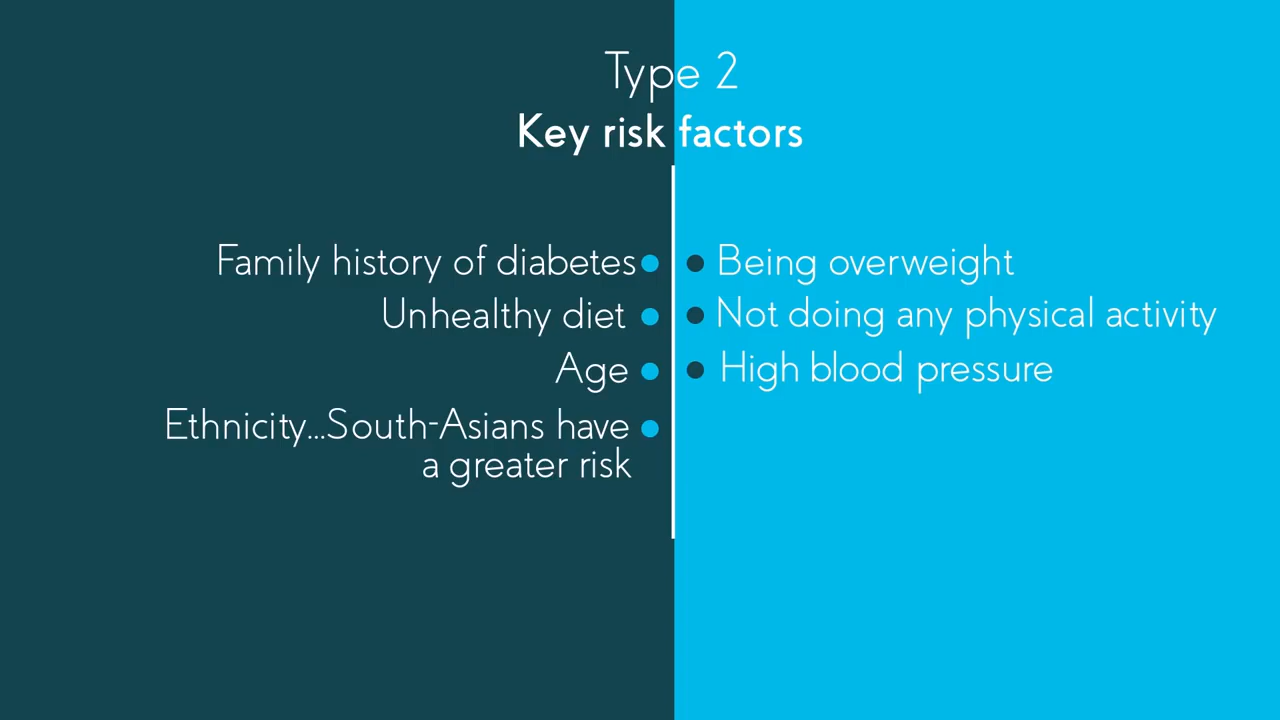 Type 2
Key risk factors
Family history of diabetes
Unhealthy diet
Age
Ethnicity...South-Asians have
a greater risk
Being overweight
Not doing any physical activity
High blood pressure